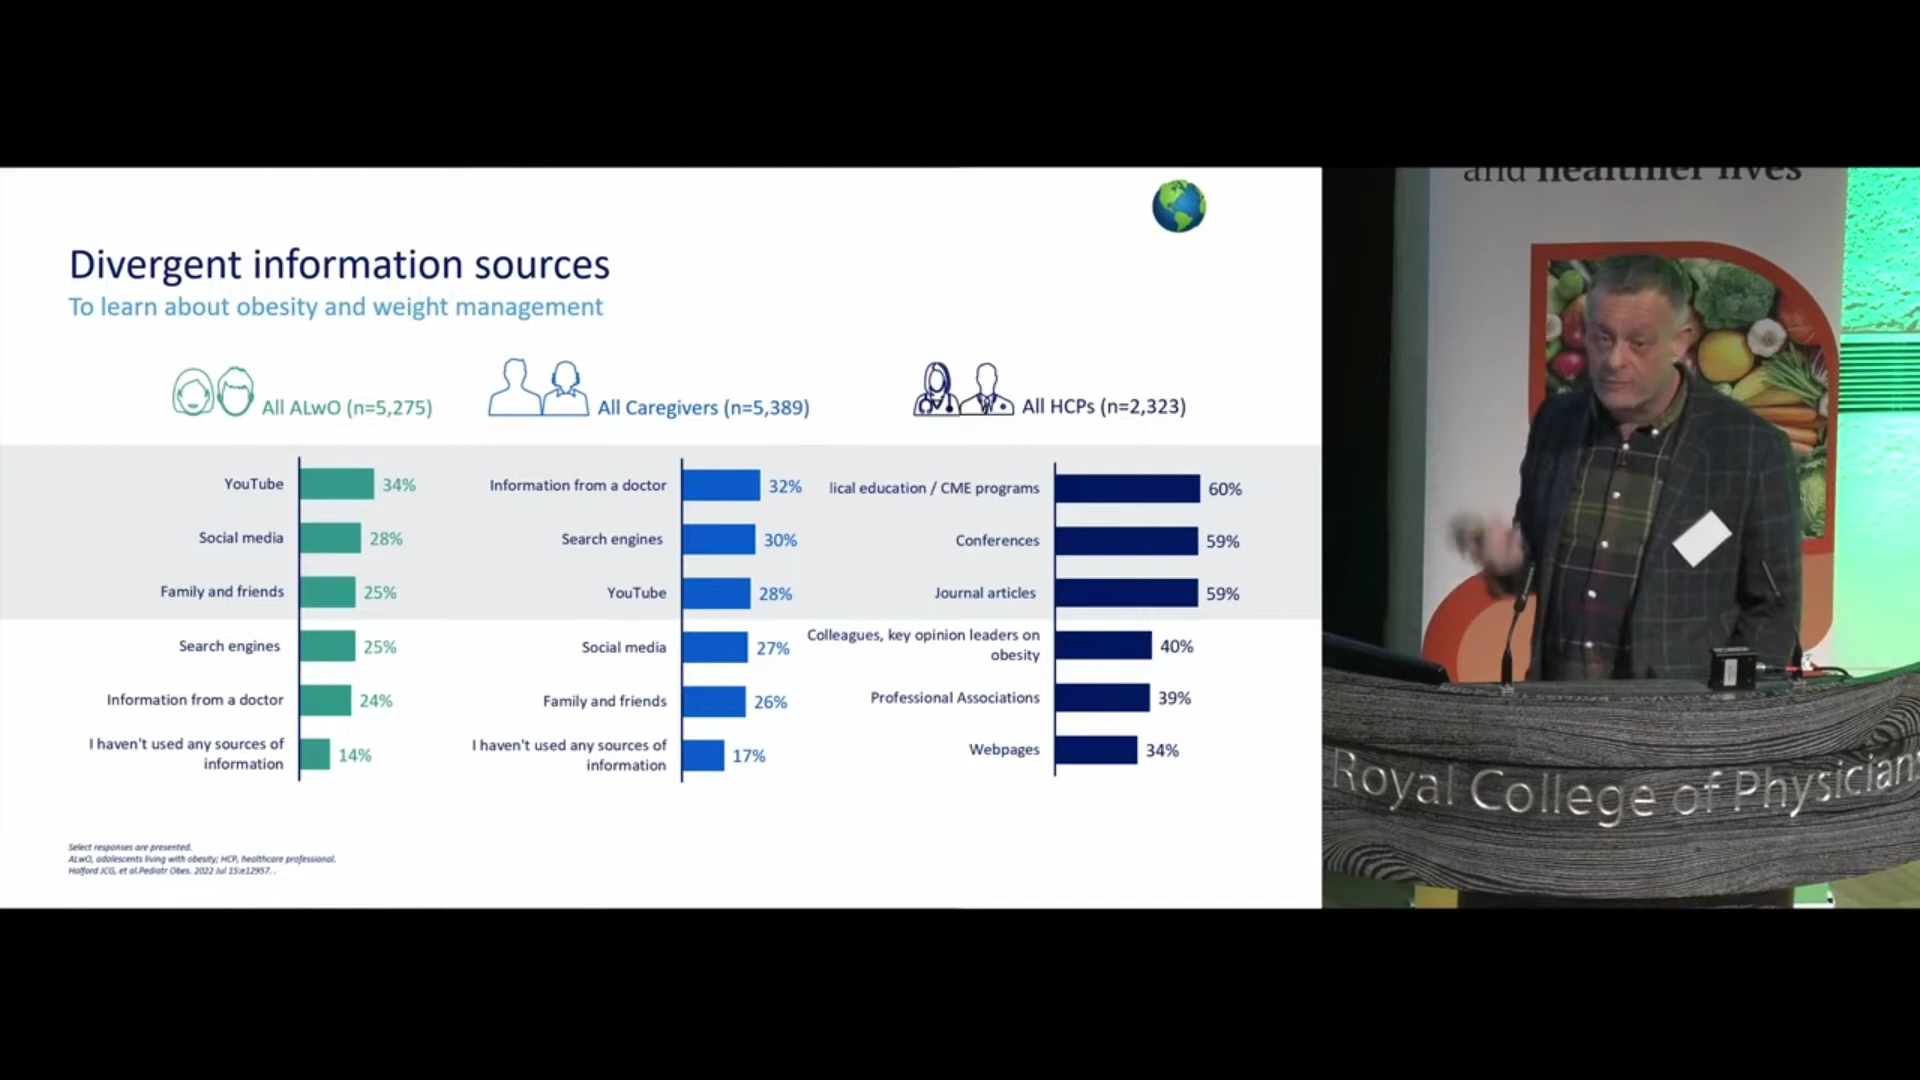 Divergent information sources
To learn about obesity and weight management
All ALwO (n=5,275)
YouTube 34%
Social media 28%
Family and friends 25%
Search engines 25%
Information from a doctor 24%
I haven't used any sources of
information 14%
All Caregivers (n=5,389)
Information from a doctor 32%
Search engines 30%
YouTube 28%
Social media 27%
Family and friends 26%
I haven't used any sources of
information 17%
All HCPs (n=2,323)
lical education / CME programs 60%
Conferences 59%
Journal articles 59%
Colleagues, key opinion leaders on
obesity 40%
Professional Associations 39%
Webpages 34%
Select responses are presented.
ALwO, adolescents living with obesity; HCP, healthcare professional.
Halford JCG, et al.Pediatr Obes. 2022 Jul 15:e12957. .
and healthier lives
Royal College of Physicians